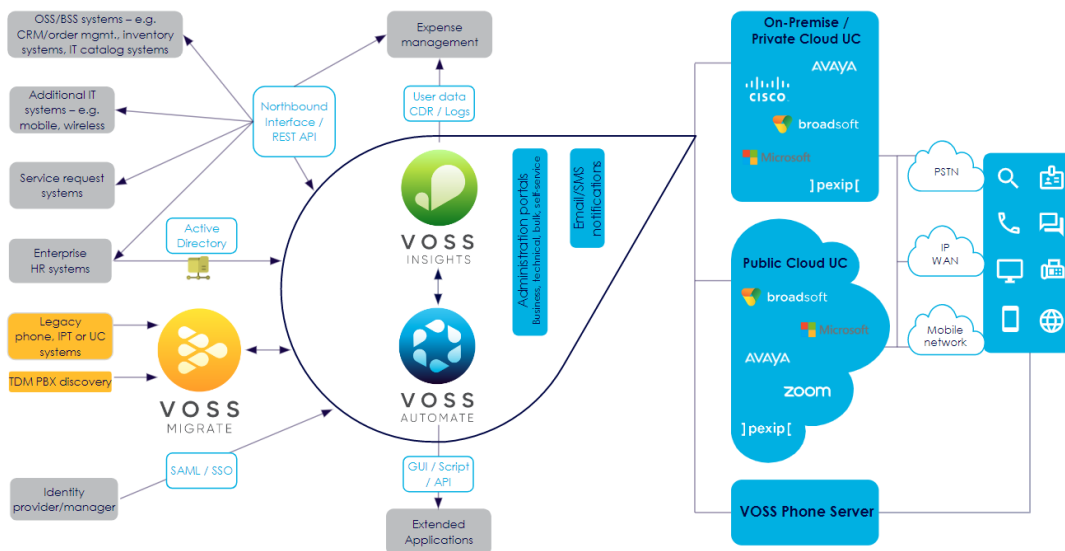 OSS/BSS systems – e.g.
CRM/order mgmt., inventory
systems, IT catalog systems
Additional IT
systems – e.g.
mobile, wireless
Service request
systems
Enterprise
HR systems
Northbound
Interface /
REST API
Expense
management
User data
CDR / Logs
Active
Directory
Legacy
phone, IPT or UC
systems
TDM PBX discovery
VOSS
MIGRATE
SAML / SSO
Identity
provider/manager
VOSS
INSIGHTS
VOSS
AUTOMATE
GUI / Script
/ API
Extended
Applications
Administration portals
Business, technical, bulk, self-service
Email/SMS
notifications
On-Premise /
Private Cloud UC
AVAYA
CISCO
broadsoft
Microsoft
]pexip[
Public Cloud UC
broadsoft
Microsoft
AVAYA
zoom
]pexip[
VOSS Phone Server
PSTN
IP
WAN
Mobile
network